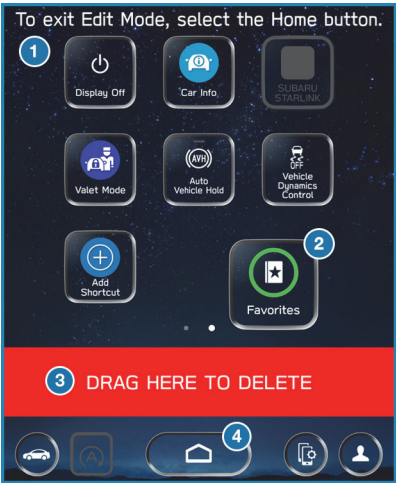 To exit Edit Mode, select the Home button.
1
Display Off
Car Info
SUBARU
STARLINK
Valet Mode
AVH
Auto
Vehicle Hold
OFF
Vehicle
Dynamics
Control
2
Add
Shortcut
Favorites
3 DRAG HERE TO DELETE
4
A